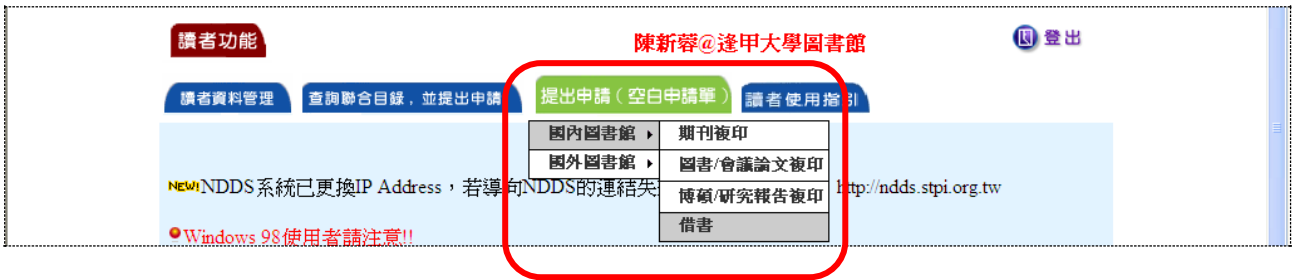 讀者功能
陳新蓉@逢甲大學圖書館
登出
讀者資料管理
查詢聯合目錄，並提出申請
提出申請（空白申請單）
讀者使用指引
國內圖書館
期刊複印
國外圖書館
圖書/會議論文複印
博碩/研究報告複印
借書
NEW!NDDS系統已更換IP Address，若導向NDDS的連結失
http://ndds.stpi.org.tw
Windows 98使用者請注意!!